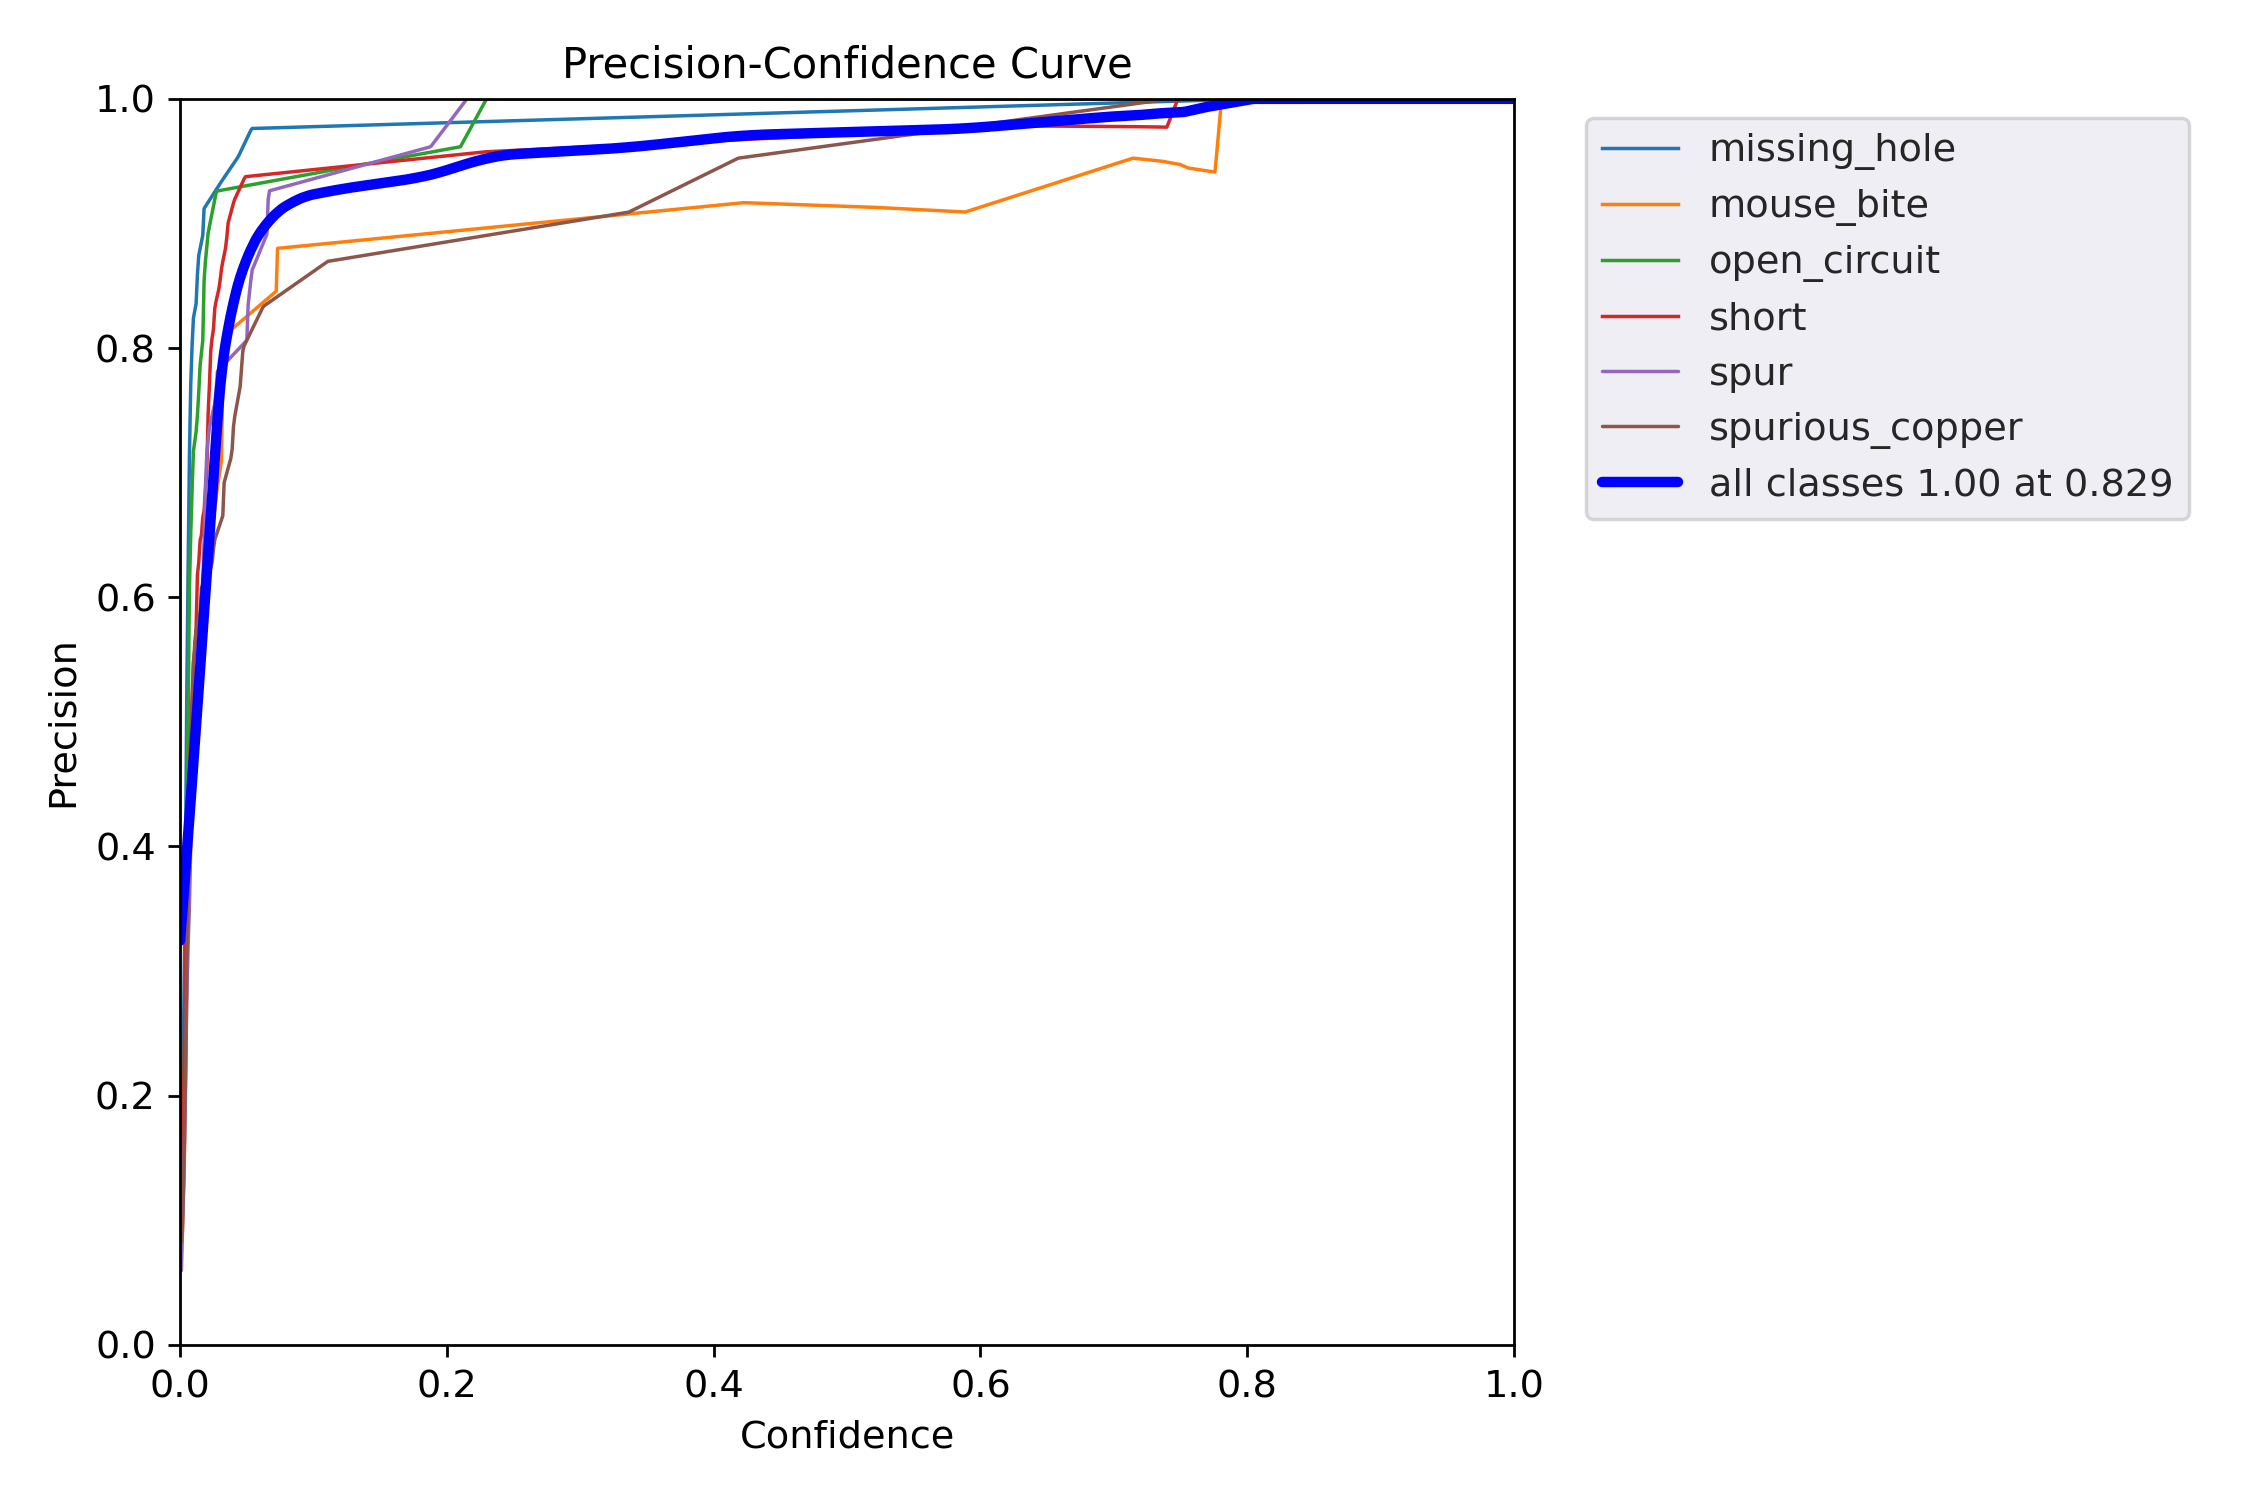 Precision-Confidence Curve
1.0
0.8
0.6
0.4
0.2
0.0
Precision
0.0 0.2 0.4 0.6 0.8 1.0
Confidence
missing_hole
mouse_bite
open_circuit
short
spur
spurious_copper
all classes 1.00 at 0.829